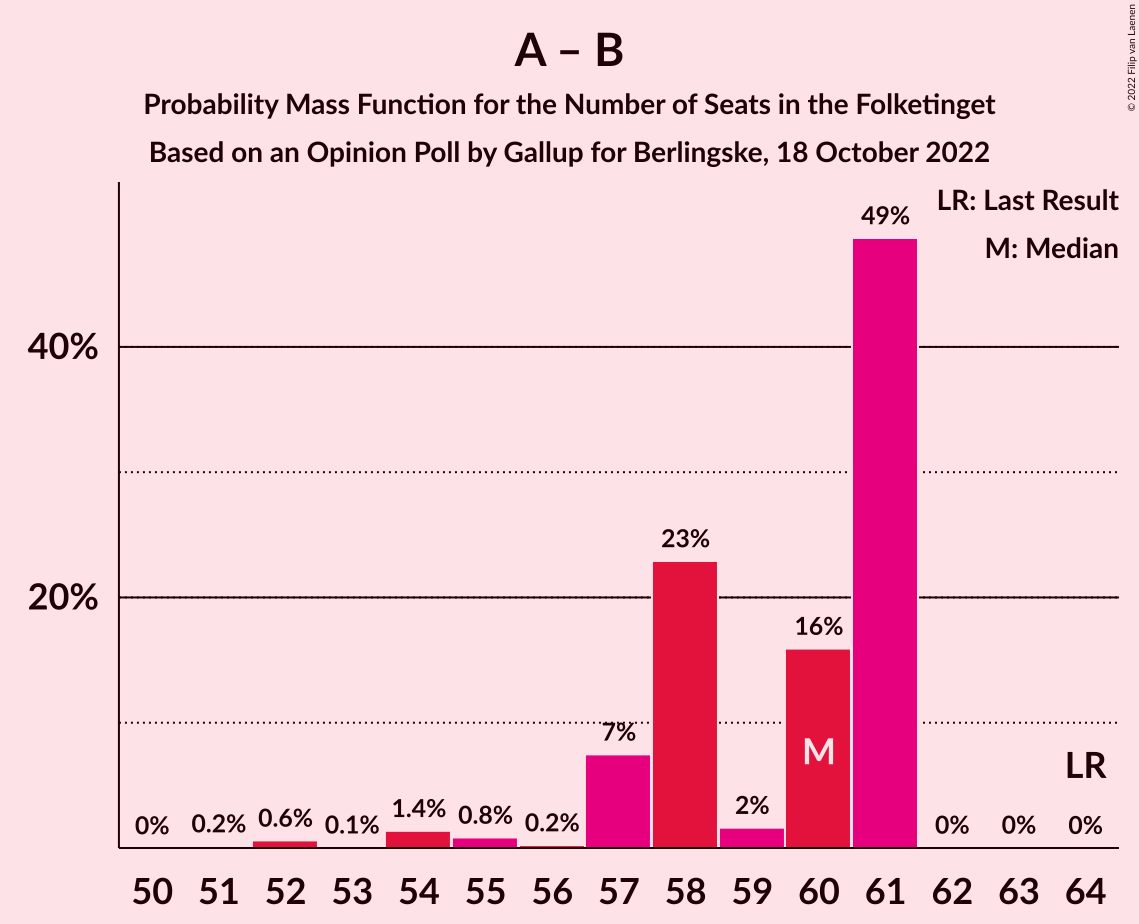 A – B
Probability Mass Function for the Number of Seats in the Folketinget
Based on an Opinion Poll by Gallup for Berlingske, 18 October 2022
© 2022 Filip van Laenen
LR: Last Result
M: Median
40%
20%
0%
0.2%
0.6%
0.1%
1.4%
0.8%
0.2%
7%
23%
2%
16%
49%
0%
0%
0%
M
LR
50 51 52 53 54 55 56 57 58 59 60 61 62 63 64